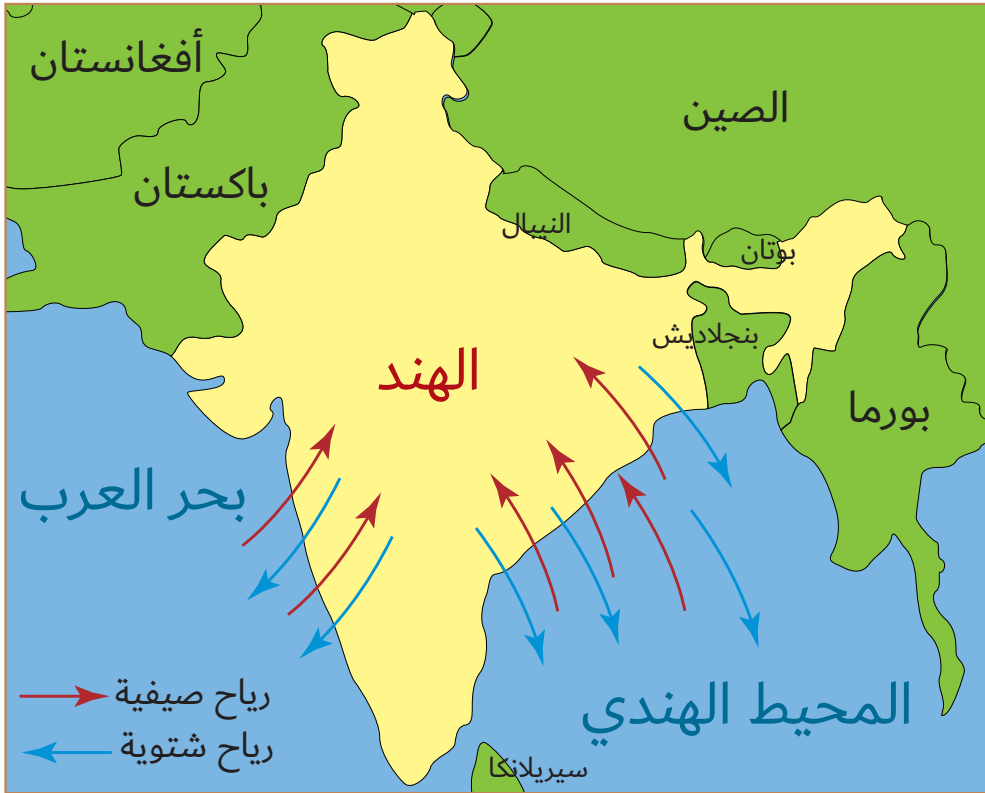 أفغانستان
الصين
باكستان
النيبال
بوتان
بنجلاديش
الهند
بورما
بحر العرب
المحيط الهندي
رياح صيفية
رياح شتوية
سيريلانكا